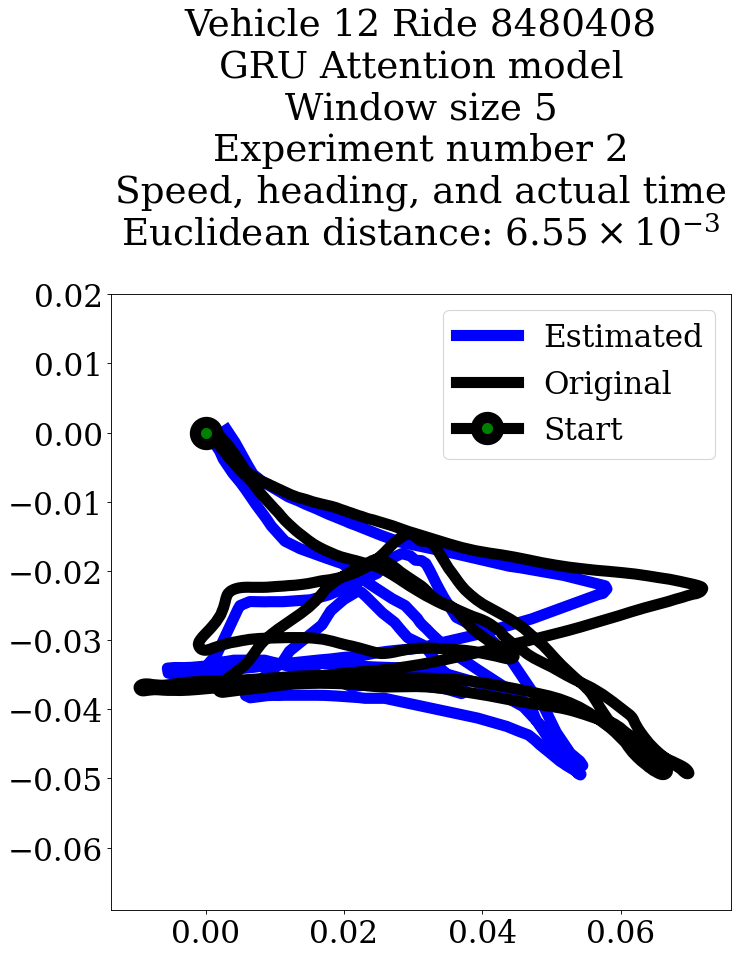 Vehicle 12 Ride 8480408
GRU Attention model
Window size 5
Experiment number 2
Speed, heading, and actual time
Euclidean distance: 6.55 × 10⁻³
0.02
0.01
0.00
−0.01
−0.02
−0.03
−0.04
−0.05
−0.06
Estimated
Original
Start
0.00 0.02 0.04 0.06